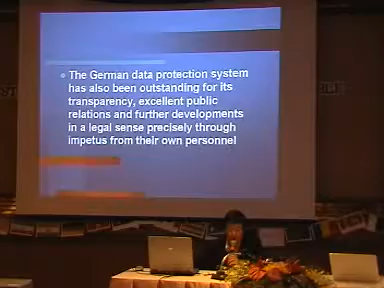 The German data protection system
has also been outstanding for its
transparency, excellent public
relations and further developments
in a legal sense precisely through
impetus from their own personnel